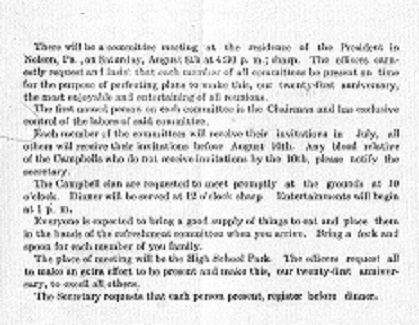 There will be a committee meeting at the residence of the President in
Nelson, Pa., on Saturday, August 8th at 4:30 p. m.; sharp. The officers earn-
estly request and insist that each member of all committees be present on time
for the purpose of perfecting plans to make this, our twenty-first anniversary,
the most enjoyable and entertaining of all reunions.
The first named person on each committee is the Chairman and has exclusive
control of the labors of said committee.
Each member of the committees will receive their invitations in July, all
others will receive their invitations before August 10th. Any blood relative
of the Campbells who do not receive invitations by the 10th, please notify the
secretary.
The Campbell clan are requested to meet promptly at the grounds at 10
o'clock. Dinner will be served at 12 o'clock sharp. Entertainments will begin
at 1 p. m.
Everyone is expected to bring a good supply of things to eat and place them
in the hands of the refreshment committee when you arrive. Bring a fork and
spoon for each member of you family.
The place of meeting will be the High School Park. The officers request all
to make an extra effort to be present and make this, our twenty-first anniver-
sary, to excell all others.
The Secretary requests that each person present, register before dinner.